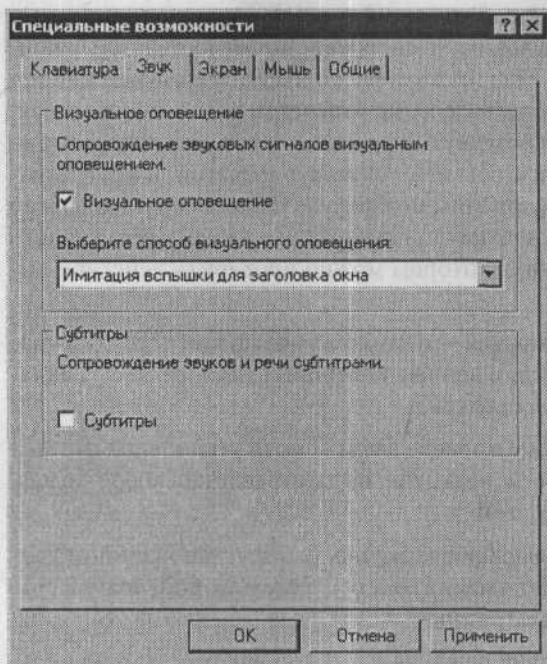 Специальные возможности
Клавиатура Звук Экран Мышь Общие
Визуальное оповещение
Сопровождение звуковых сигналов визуальным
оповещением.
Визуальное оповещение
Выберите способ визуального оповещения:
Имитация вспышки для заголовка окна
Субтитры
Сопровождение звуков и речи субтитрами.
Субтитры
OK Отмена Применить